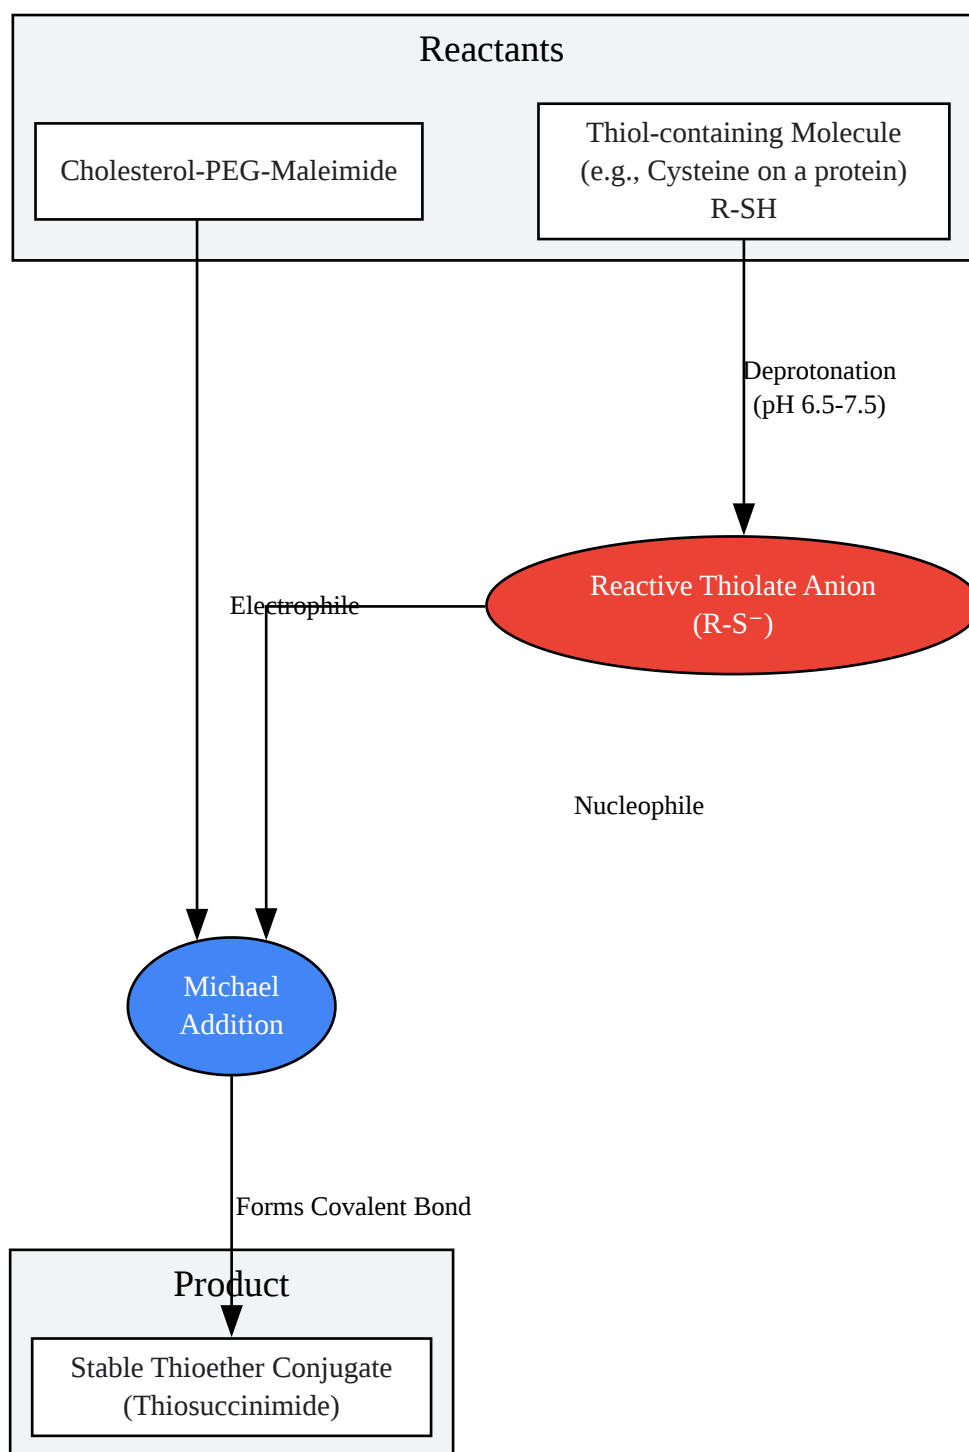 Reactants
Cholesterol-PEG-Maleimide
Thiol-containing Molecule
(e.g., Cysteine on a protein)
R-SH
Deprotonation
(pH 6.5-7.5)
Reactive Thiolate Anion
(R-S⁻)
Electrophile
Nucleophile
Michael
Addition
Forms Covalent Bond
Product
Stable Thioether Conjugate
(Thiosuccinimide)